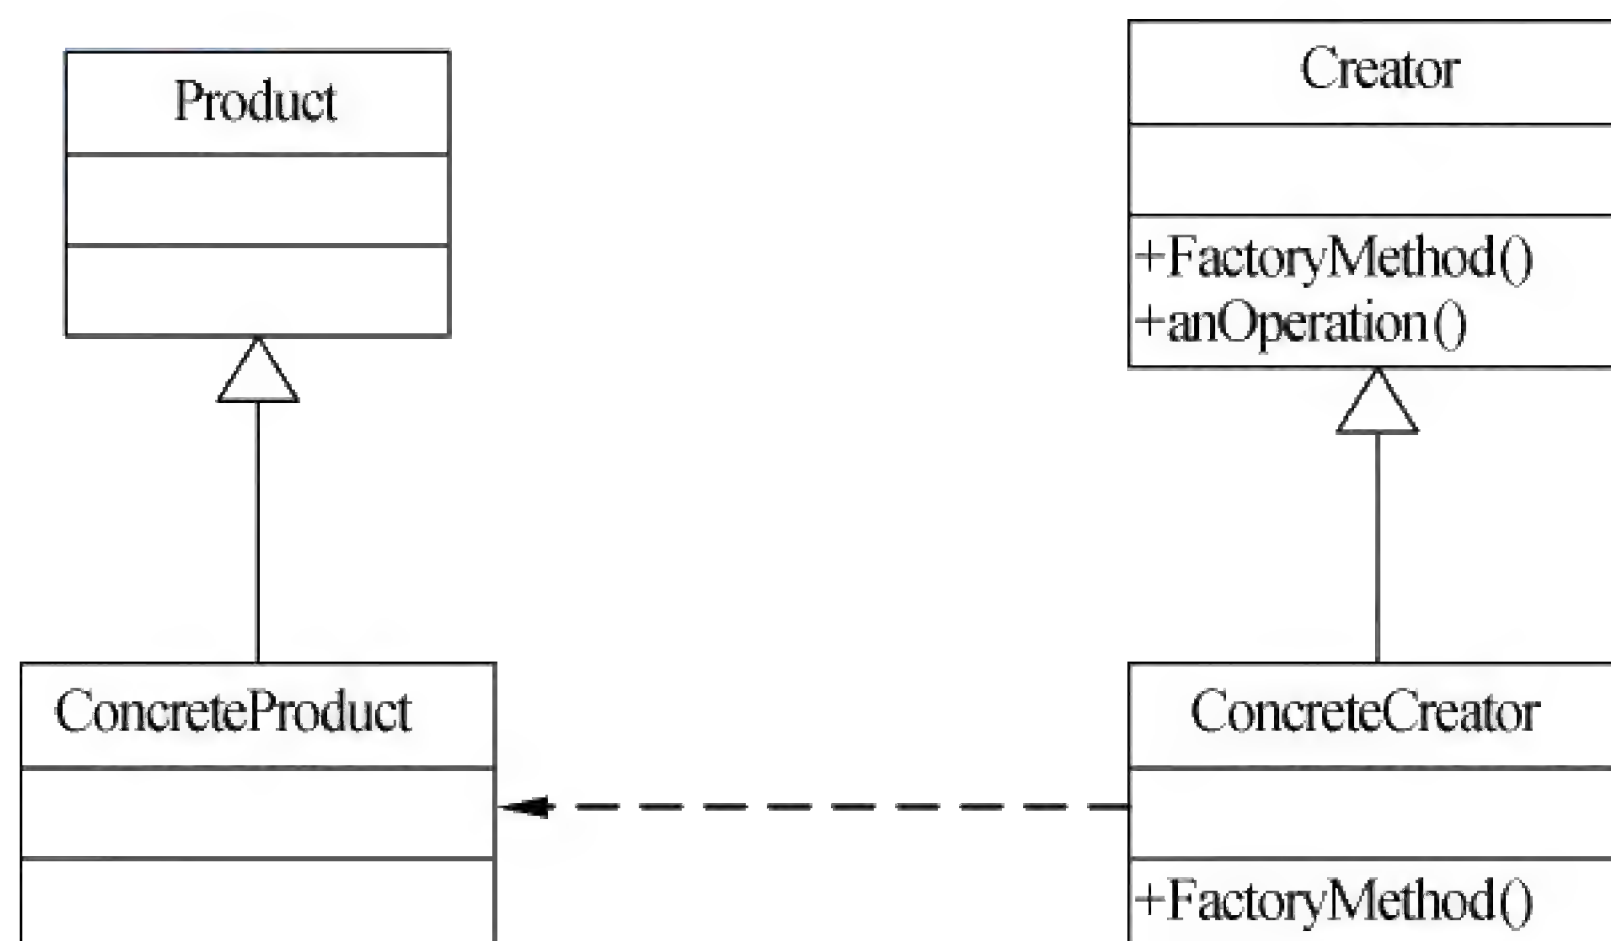 Product
Creator
+FactoryMethod()
+anOperation()
ConcreteProduct
ConcreteCreator
+FactoryMethod()